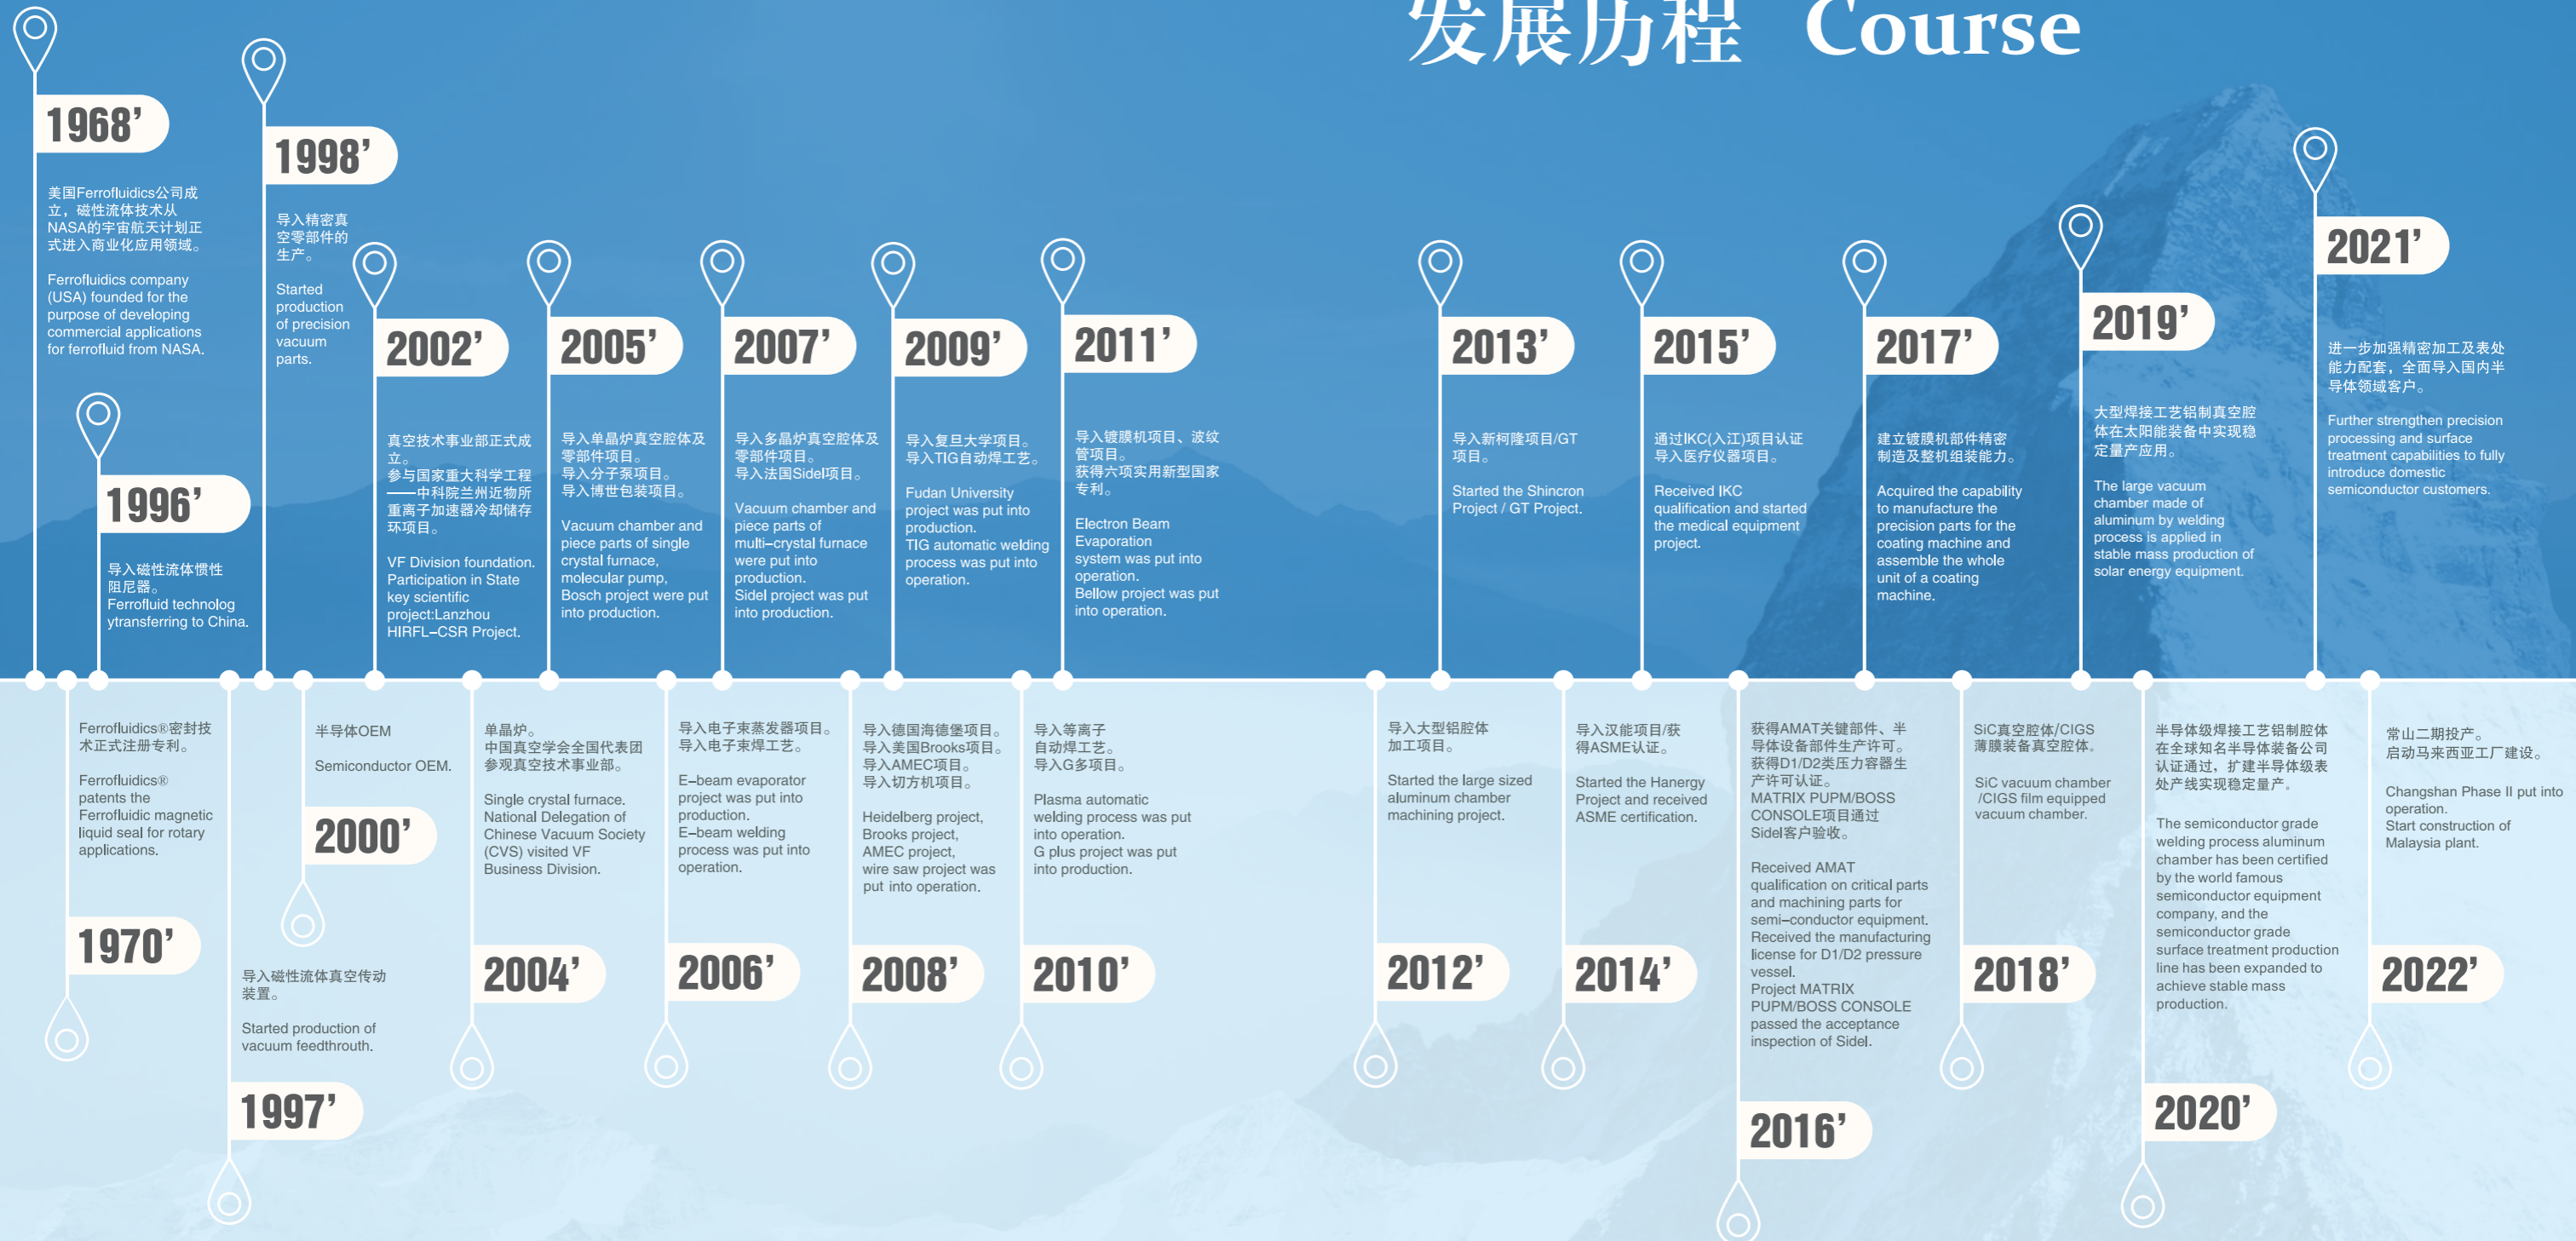 发展历程 Course
1968’
美国Ferrofluidics公司成
立，磁性流体技术从
NASA的宇宙航天计划正
式进入商业化应用领域。
Ferrofluidics company
(USA) founded for the
purpose of developing
commercial applications
for ferrofluid from NASA.
1996’
导入磁性流体惯性
阻尼器。
Ferrofluid technolog
ytransferring to China.
1998’
导入精密真
空零部件的
生产。
Started
production
of precision
vacuum
parts.
2002’
真空技术事业部正式成
立。
参与国家重大科学工程
——中科院兰州近物所
重离子加速器冷却储存
环项目。
VF Division foundation.
Participation in State
key scientific
project:Lanzhou
HIRFL–CSR Project.
2005’
导入单晶炉真空腔体及
零部件项目。
导入分子泵项目。
导入博世包装项目。
Vacuum chamber and
piece parts of single
crystal furnace,
molecular pump,
Bosch project were put
into production.
2007’
导入多晶炉真空腔体及
零部件项目。
导入法国Sidel项目。
Vacuum chamber and
piece parts of
multi–crystal furnace
were put into
production.
Sidel project was put
into production.
2009’
导入复旦大学项目。
导入TIG自动焊工艺。
Fudan University
project was put into
production.
TIG automatic welding
process was put into
operation.
2011’
导入镀膜机项目、波纹
管项目。
获得六项实用新型国家
专利。
Electron Beam
Evaporation
system was put into
operation.
Bellow project was put
into operation.
2013’
导入新柯隆项目/GT
项目。
Started the Shincron
Project / GT Project.
2015’
通过IKC(入江)项目认证
导入医疗仪器项目。
Received IKC
qualification and started
the medical equipment
project.
2017’
建立镀膜机部件精密
制造及整机组装能力。
Acquired the capability
to manufacture the
precision parts for the
coating machine and
assemble the whole
unit of a coating
machine.
2019’
大型焊接工艺铝制真空腔
体在太阳能装备中实现稳
定量产应用。
The large vacuum
chamber made of
aluminum by welding
process is applied in
stable mass production of
solar energy equipment.
2021’
进一步加强精密加工及表处
能力配套，全面导入国内半
导体领域客户。
Further strengthen precision
processing and surface
treatment capabilities to fully
introduce domestic
semiconductor customers.
Ferrofluidics®密封技
术正式注册专利。
Ferrofluidics®
patents the
Ferrofluidic magnetic
liquid seal for rotary
applications.
1970’
导入磁性流体真空传动
装置。
Started production of
vacuum feedthrouth.
1997’
半导体OEM
Semiconductor OEM.
2000’
单晶炉。
中国真空学会全国代表团
参观真空技术事业部。
Single crystal furnace.
National Delegation of
Chinese Vacuum Society
(CVS) visited VF
Business Division.
2004’
导入电子束蒸发器项目。
导入电子束焊工艺。
E–beam evaporator
project was put into
production.
E–beam welding
process was put into
operation.
2006’
导入德国海德堡项目。
导入美国Brooks项目。
导入AMEC项目。
导入切方机项目。
Heidelberg project,
Brooks project,
AMEC project,
wire saw project was
put into operation.
2008’
导入等离子
自动焊工艺。
导入G多项目。
Plasma automatic
welding process was put
into operation.
G plus project was put
into production.
2010’
导入大型铝腔体
加工项目。
Started the large sized
aluminum chamber
machining project.
2012’
导入汉能项目/获
得ASME认证。
Started the Hanergy
Project and received
ASME certification.
2014’
获得AMAT关键部件、半
导体设备部件生产许可。
获得D1/D2类压力容器生
产许可认证。
MATRIX PUPM/BOSS
CONSOLE项目通过
Sidel客户验收。
Received AMAT
qualification on critical parts
and machining parts for
semi–conductor equipment.
Received the manufacturing
license for D1/D2 pressure
vessel.
Project MATRIX
PUPM/BOSS CONSOLE
passed the acceptance
inspection of Sidel.
2016’
SiC真空腔体/CIGS
薄膜装备真空腔体。
SiC vacuum chamber
/CIGS film equipped
vacuum chamber.
2018’
半导体级焊接工艺铝制腔体
在全球知名半导体装备公司
认证通过，扩建半导体级表
处产线实现稳定量产。
The semiconductor grade
welding process aluminum
chamber has been certified
by the world famous
semiconductor equipment
company, and the
semiconductor grade
surface treatment production
line has been expanded to
achieve stable mass
production.
2020’
常山二期投产。
启动马来西亚工厂建设。
Changshan Phase II put into
operation.
Start construction of
Malaysia plant.
2022’